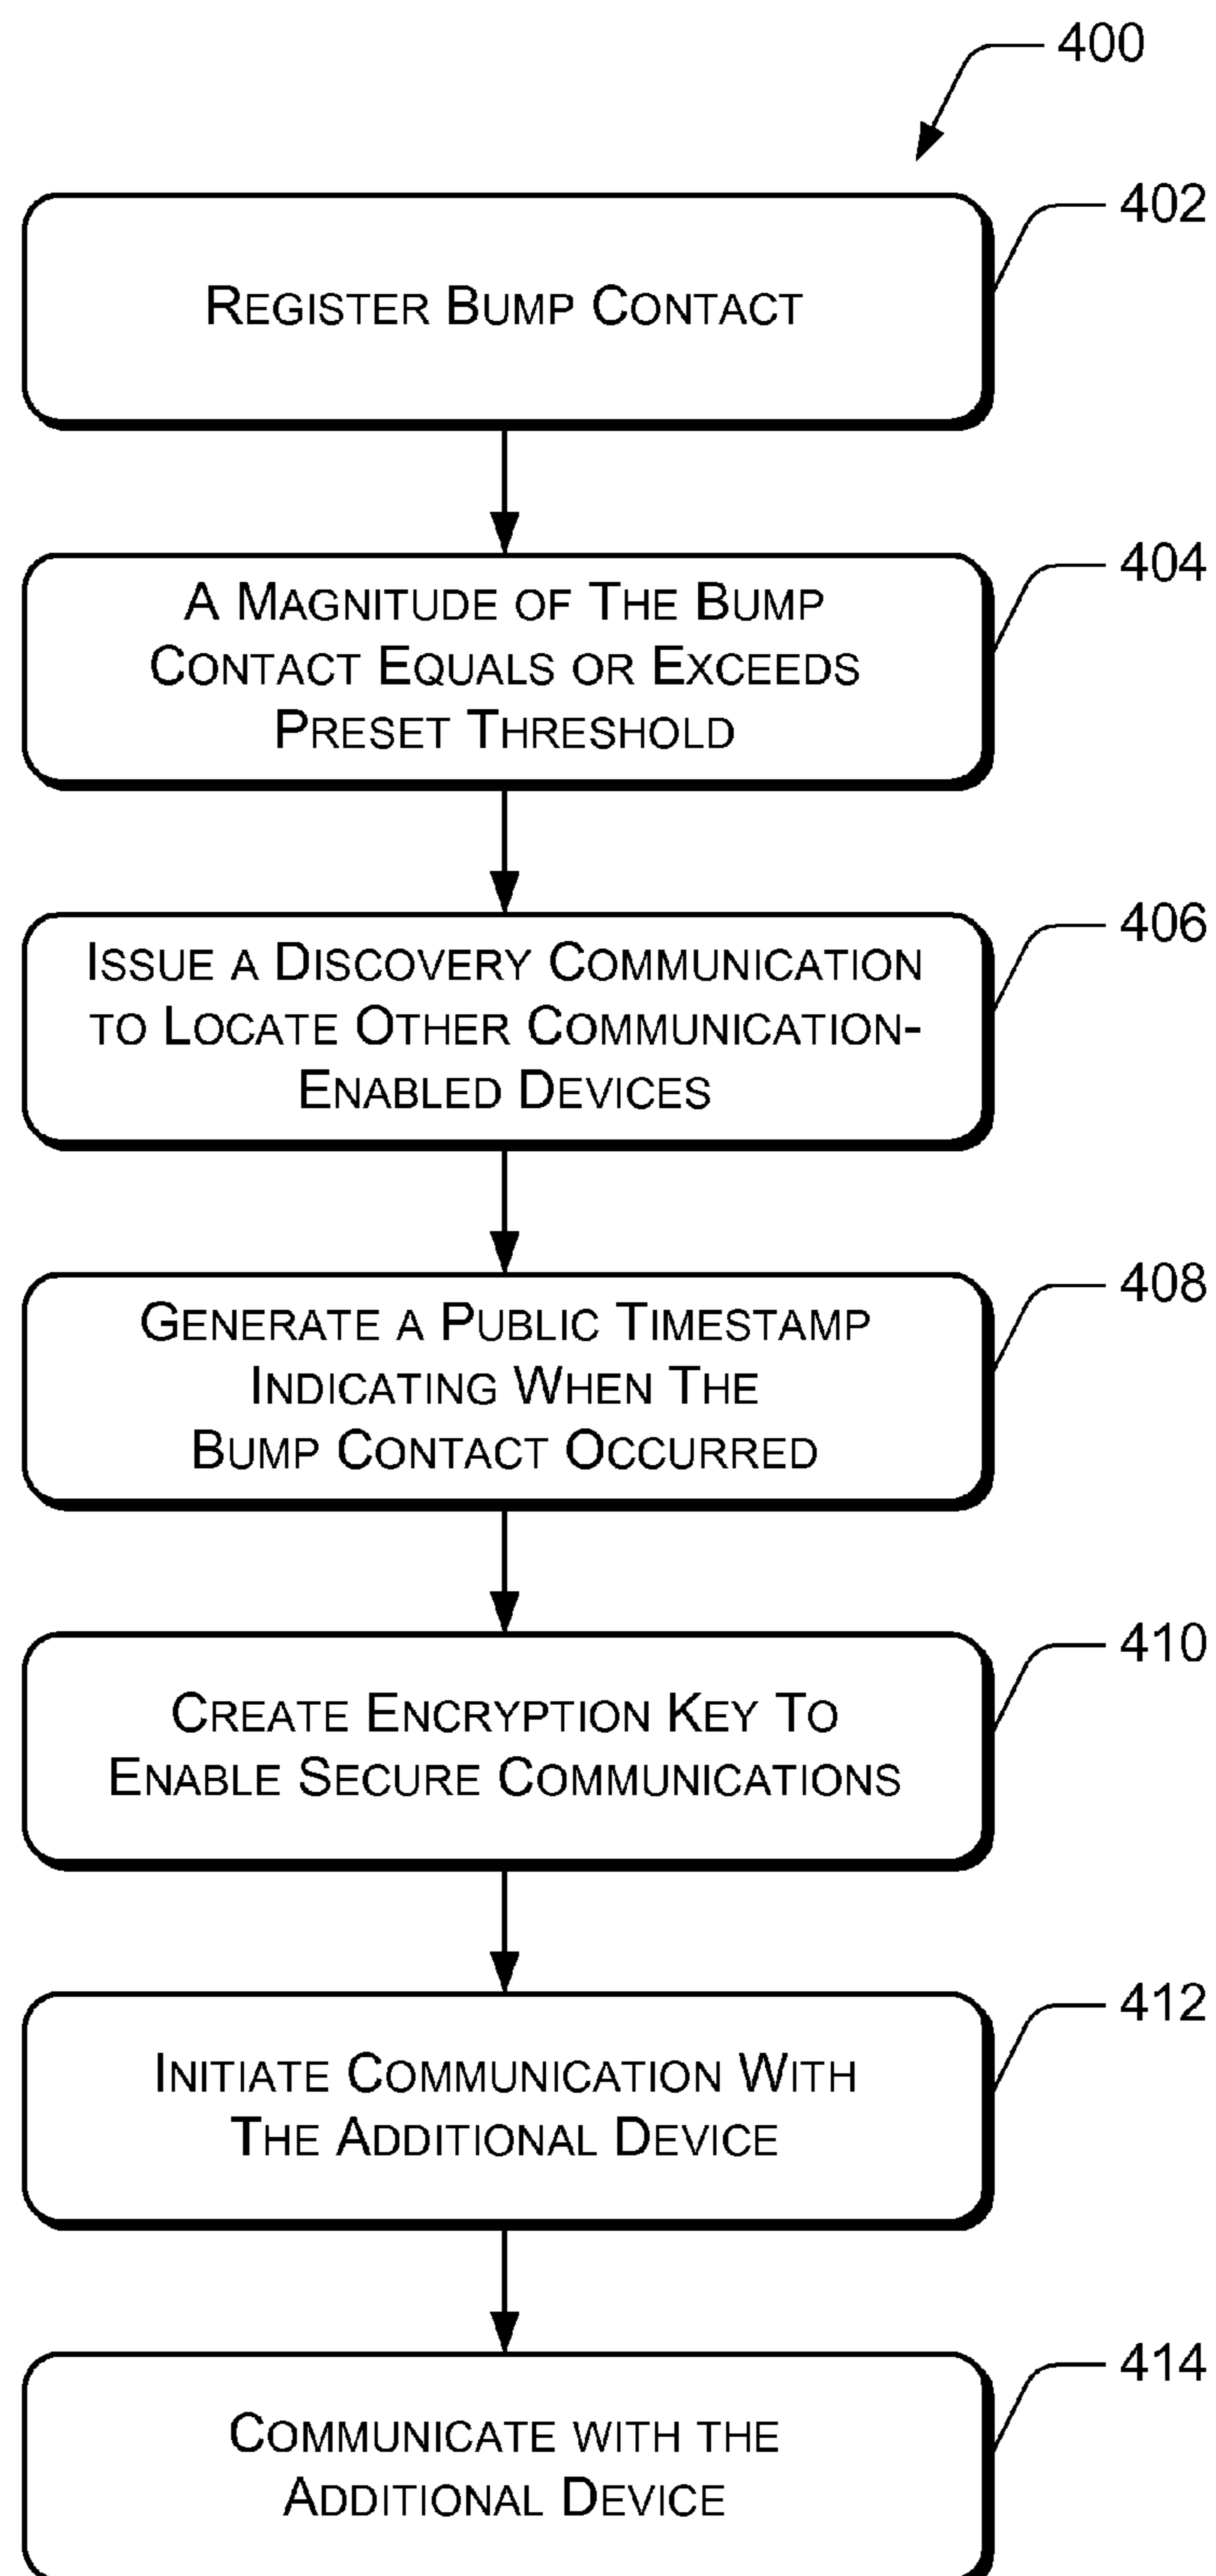 400
402
REGISTER BUMP CONTACT
404
A MAGNITUDE OF THE BUMP
CONTACT EQUALS OR EXCEEDS
PRESET THRESHOLD
406
ISSUE A DISCOVERY COMMUNICATION
TO LOCATE OTHER COMMUNICATION-
ENABLED DEVICES
408
GENERATE A PUBLIC TIMESTAMP
INDICATING WHEN THE
BUMP CONTACT OCCURRED
410
CREATE ENCRYPTION KEY TO
ENABLE SECURE COMMUNICATIONS
412
INITIATE COMMUNICATION WITH
THE ADDITIONAL DEVICE
414
COMMUNICATE WITH THE
ADDITIONAL DEVICE